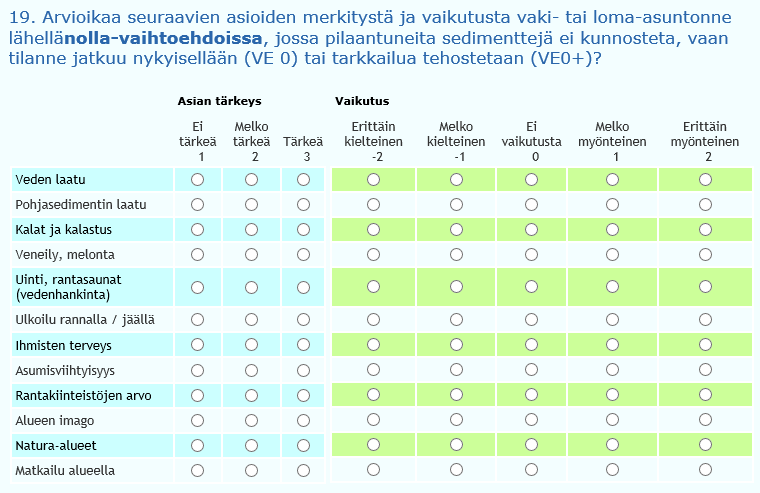 19. Arvioikaa seuraavien asioiden merkitystä ja vaikutusta vaki- tai loma-asuntonne
lähellänolla-vaihtoehdoissa, jossa pilaantuneita sedimenttejä ei kunnosteta, vaan
tilanne jatkuu nykyisellään (VE 0) tai tarkkailua tehostetaan (VE0+)?
Asian tärkeys Vaikutus
Ei Melko Erittäin Melko Ei Melko Erittäin
tärkeä tärkeä Tärkeä kielteinen kielteinen vaikutusta myönteinen myönteinen
1 2 3 -2 -1 0 1 2
Veden laatu
Pohjasedimentin laatu
Kalat ja kalastus
Veneily, melonta
Uinti, rantasaunat
(vedenhankinta)
Ulkoilu rannalla / jäällä
Ihmisten terveys
Asumisviihtyisyys
Rantakiinteistöjen arvo
Alueen imago
Natura-alueet
Matkailu alueella